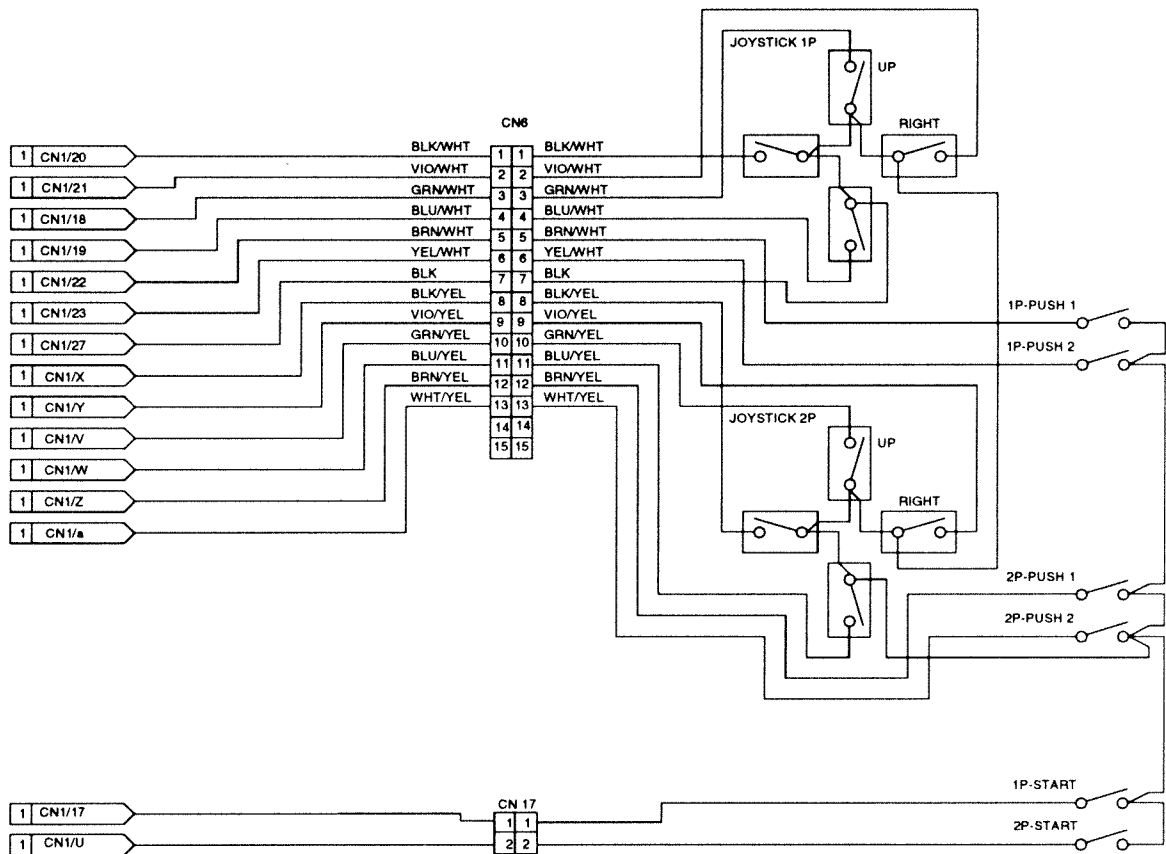 JOYSTICK 1P
UP
RIGHT
CN6
1 CN1/20 BLK/WHT 1 1 BLK/WHT
1 CN1/21 VIO/WHT 2 2 VIO/WHT
1 CN1/18 GRN/WHT 3 3 GRN/WHT
1 CN1/19 BLU/WHT 4 4 BLU/WHT
1 CN1/22 BRN/WHT 5 5 BRN/WHT
1 CN1/23 YEL/WHT 6 6 YEL/WHT
1 CN1/27 BLK 7 7 BLK
1 CN1/X BLK/YEL 8 8 BLK/YEL
1 CN1/Y VIO/YEL 9 9 VIO/YEL
1 CN1/V GRN/YEL 10 10 GRN/YEL
1 CN1/W BLU/YEL 11 11 BLU/YEL
1 CN1/Z BRN/YEL 12 12 BRN/YEL
1 CN1/a WHT/YEL 13 13 WHT/YEL
14 14
15 15
1P-PUSH 1
1P-PUSH 2
JOYSTICK 2P
UP
RIGHT
2P-PUSH 1
2P-PUSH 2
CN 17
1 CN1/17 1 1 1P-START
1 CN1/U 2 2 2P-START